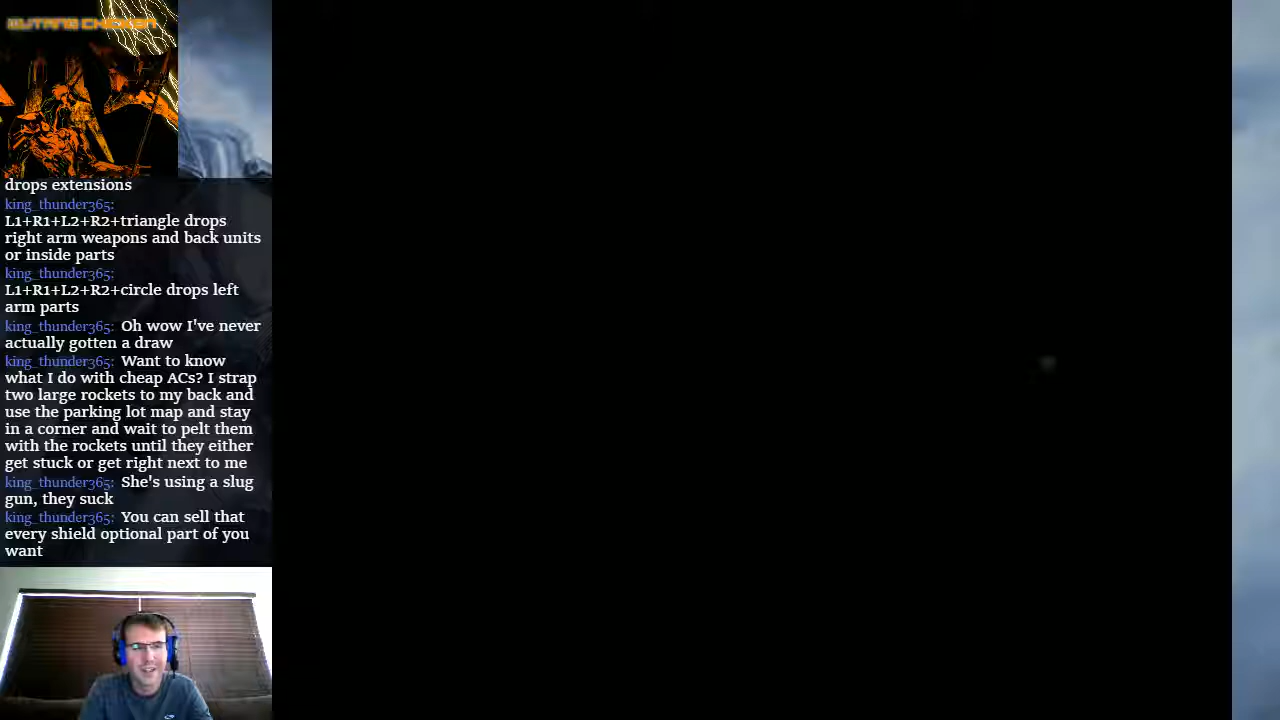 MUTANT CHICKEN
drops extensions
king_thunder365:
L1+R1+L2+R2+triangle drops
right arm weapons and back units
or inside parts
king_thunder365:
L1+R1+L2+R2+circle drops left
arm parts
king_thunder365: Oh wow I've never
actually gotten a draw
king_thunder365: Want to know
what I do with cheap ACs? I strap
two large rockets to my back and
use the parking lot map and stay
in a corner and wait to pelt them
with the rockets until they either
get stuck or get right next to me
king_thunder365: She's using a slug
gun, they suck
king_thunder365: You can sell that
every shield optional part of you
want